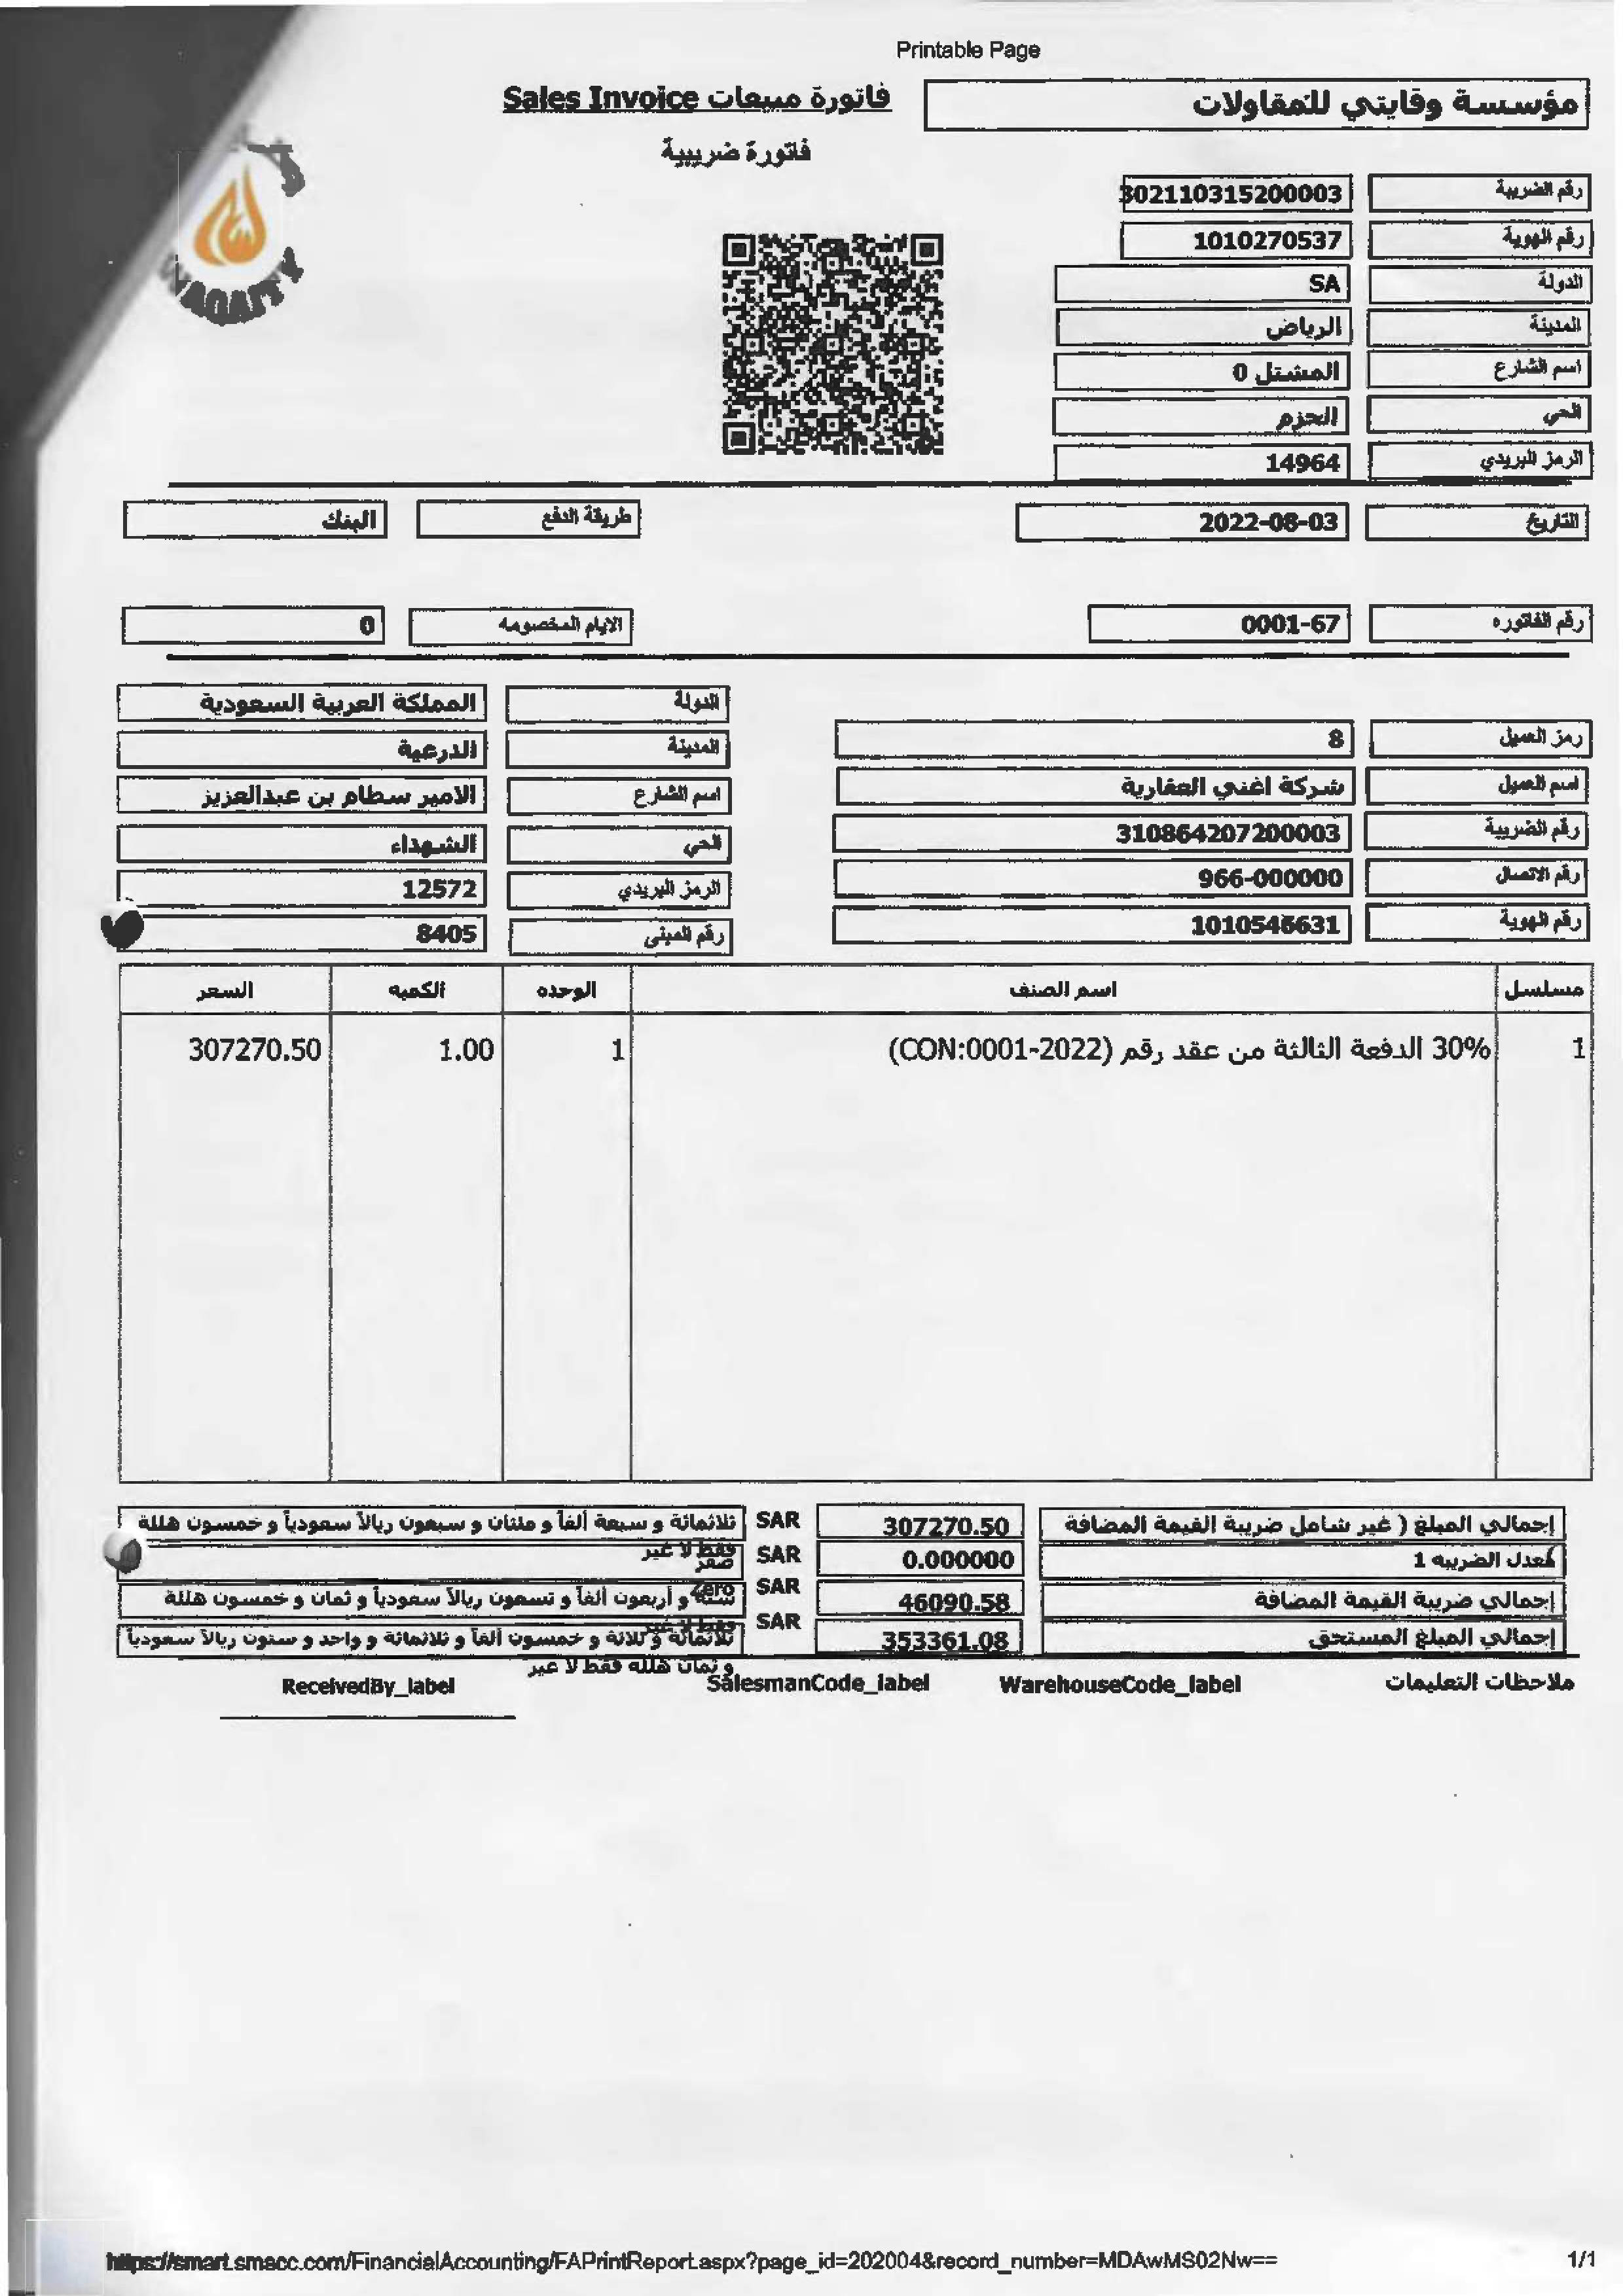 Printable Page
مؤسسة وقايتي للمقاولات
فاتورة مبيعات Sales Invoice
فاتورة ضريبية
رقم الضريبة 302110315200003
رقم الهوية 1010270537
الدولة SA
المدينة الرياض
اسم الشارع المشتل 0
الحي الحزم
الرمز البريدي 14964
WAQAITY
التاريخ 2022-08-03 طريقة الدفع البنك
رقم الفاتوره 0001-67 الايام المخصومه 0
الدولة المملكة العربية السعودية
رمز العميل 8 المدينة الدرعية
اسم العميل شركة اغني العقارية اسم الشارع الامير سطام بن عبدالعزيز
رقم الضريبة 310864207200003 الحي الشهداء
رقم الاتصال 966-000000 الرمز البريدي 12572
رقم الهوية 1010546631 رقم المبنى 8405
مسلسل اسم الصنف الوحده الكميه السعر
1 30% الدفعة الثالثة من عقد رقم (CON:0001-2022) 1 1.00 307270.50
إجمالي المبلغ ( غير شامل ضريبة القيمة المضافة 307270.50 SAR ثلاثمائة و سبعة ألفاً و مئتان و سبعون ريالاً سعودياً و خمسون هللة
فقط لا غير
معدل الضريبه 1 0.000000 SAR صفر
Zero
إجمالي ضريبة القيمة المضافة 46090.58 SAR ستة و أربعون ألفاً و تسعون ريالاً سعودياً و ثمان و خمسون هللة
فقط لا غير
إجمالي المبلغ المستحق 353361.08 SAR ثلاثمائة و ثلاثة و خمسون ألفاً و ثلاثمائة و واحد و ستون ريالاً سعودياً
و ثمان هللة فقط لا غير
ملاحظات التعليمات WarehouseCode_label SalesmanCode_label ReceivedBy_label
https://smart.smacc.com/FinancialAccounting/FAPrintReport.aspx?page_id=202004&record_number=MDAwMS02Nw== 1/1